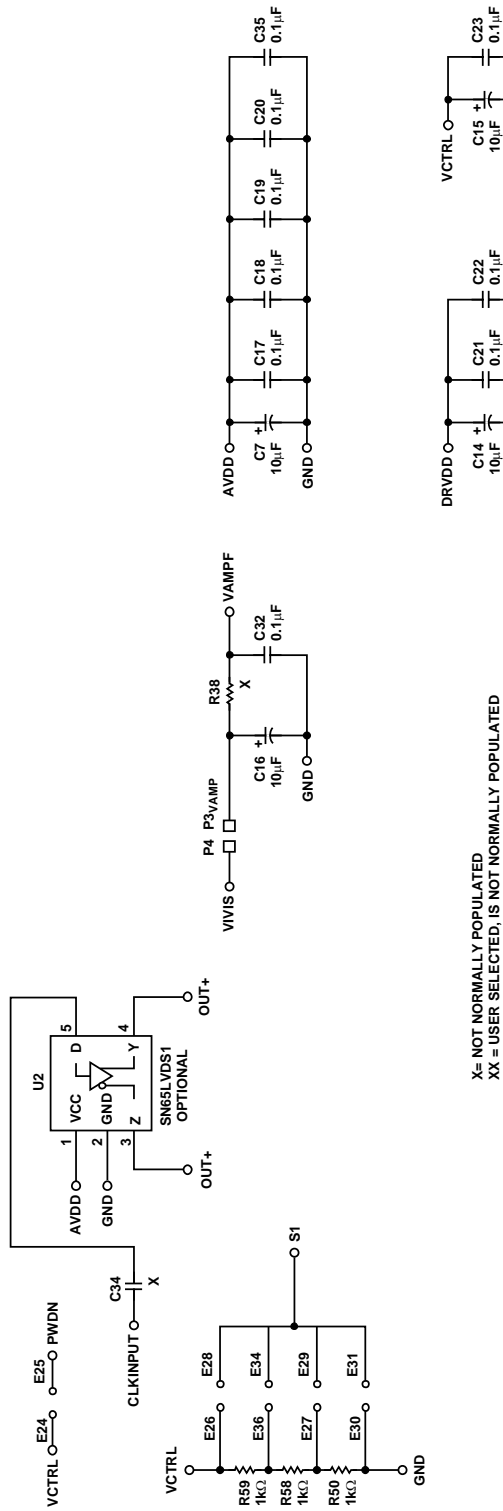 VCTRL E24 E25 PWDN
CLKINPUT C34 X
AVDD 1 VCC D 5
GND 2 GND
3 Z Y 4
U2
SN65LVDS1
OPTIONAL
OUT+ OUT+
VCTRL
E26 E28
R59
1kΩ
E36 E34
R58
1kΩ
E27 E29
R50
1kΩ
E30 E31
GND
S1
VIVIS P4 P3 VAMP R38 X VAMPF
C16
10µF
+
C32
0.1µF
GND
AVDD
C7
10µF
+
C17
0.1µF
C18
0.1µF
C19
0.1µF
C20
0.1µF
C35
0.1µF
GND
DRVDD
C14
10µF
+
C21
0.1µF
C22
0.1µF
VCTRL
C15
10µF
+
C23
0.1µF
X= NOT NORMALLY POPULATED
XX = USER SELECTED, IS NOT NORMALLY POPULATED